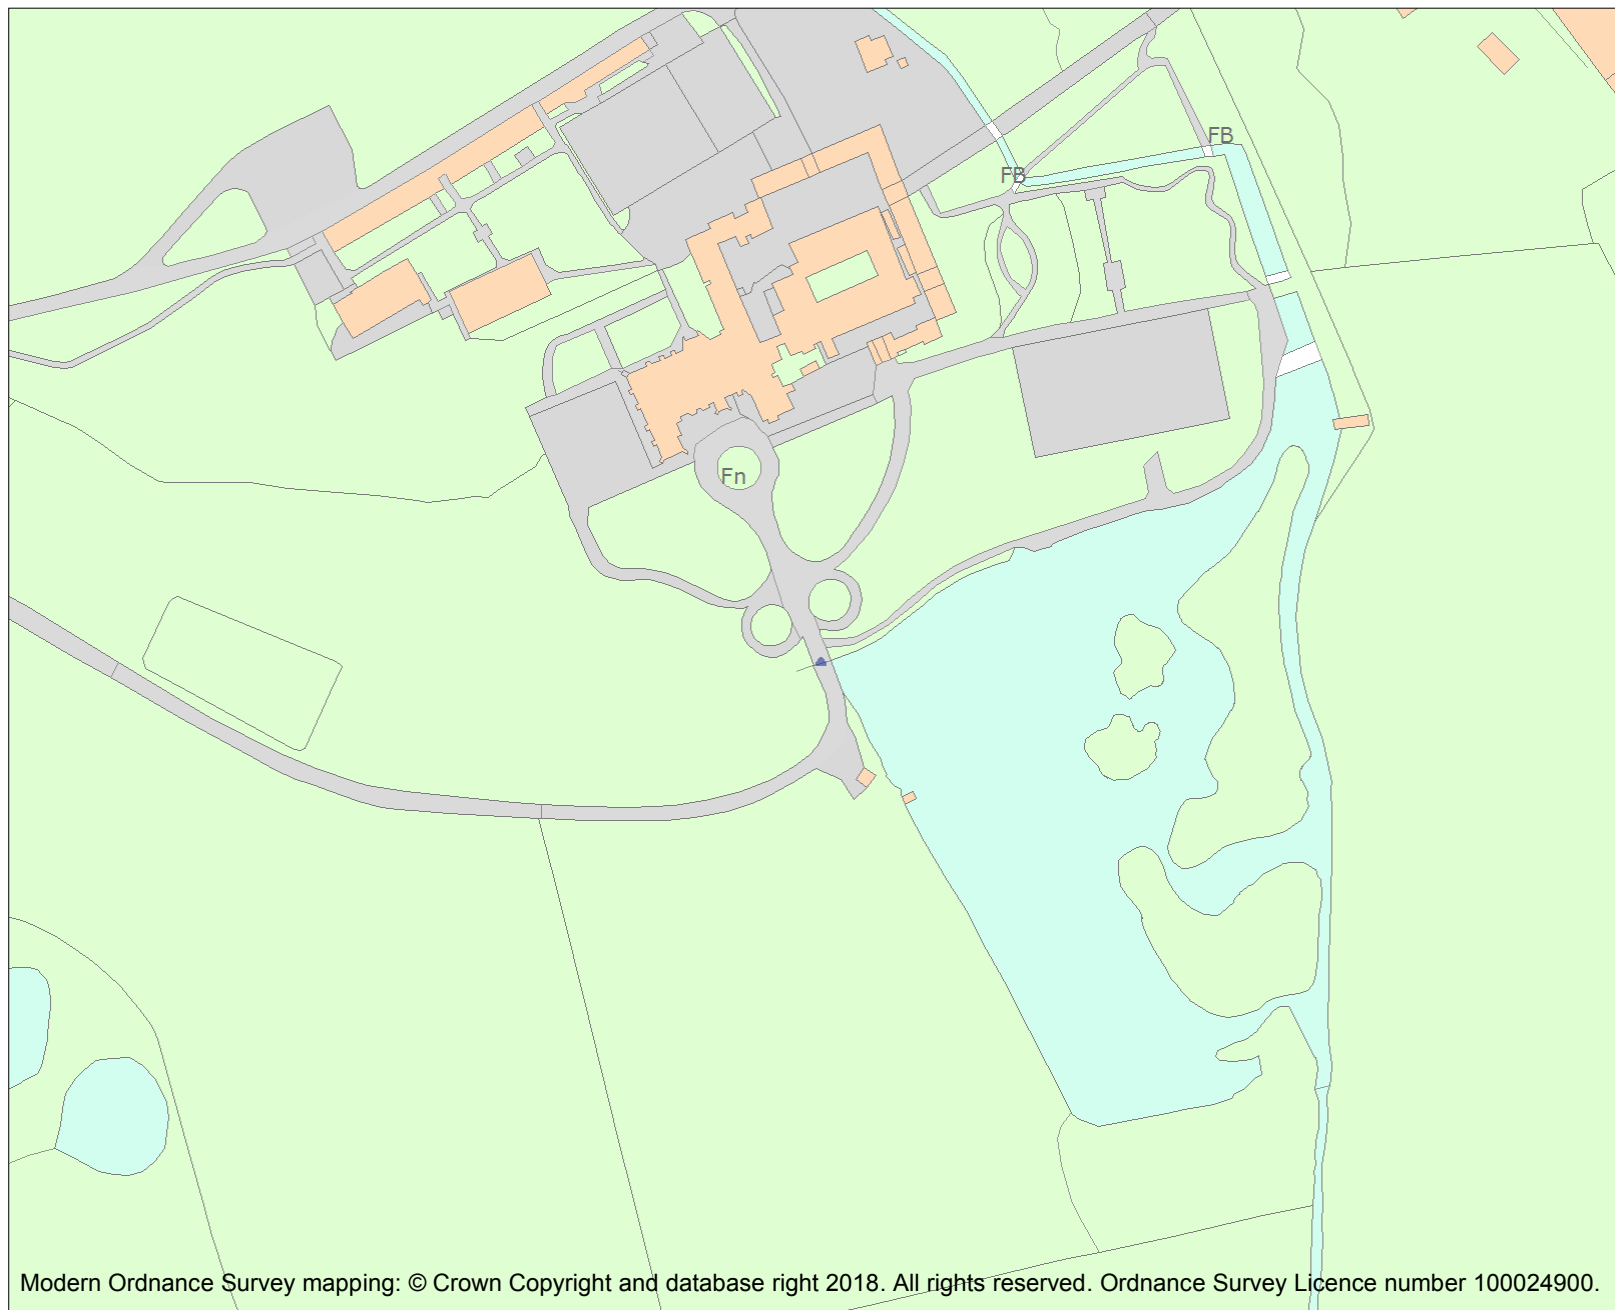 FB
FB
Fn
Modern Ordnance Survey mapping: © Crown Copyright and database right 2018. All rights reserved. Ordnance Survey Licence number 100024900.